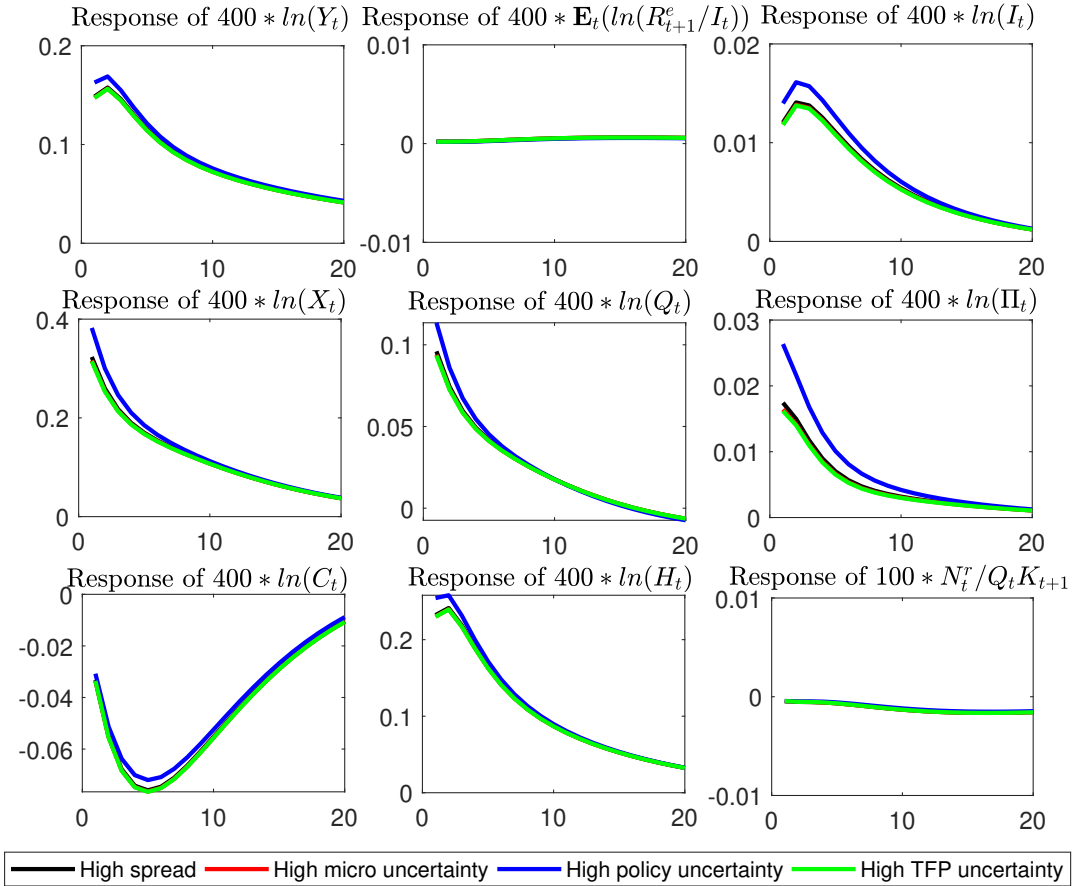 Response of 400 ∗ ln(Y_t)
Response of 400 ∗ E_t(ln(R^e_{t+1}/I_t))
Response of 400 ∗ ln(I_t)
0.2
0.1
0
0 10 20
0.01
0
-0.01
0 10 20
0.02
0.01
0
0 10 20
Response of 400 ∗ ln(X_t)
Response of 400 ∗ ln(Q_t)
Response of 400 ∗ ln(Π_t)
0.4
0.2
0
0 10 20
0.1
0.05
0
0 10 20
0.03
0.02
0.01
0
0 10 20
Response of 400 ∗ ln(C_t)
Response of 400 ∗ ln(H_t)
Response of 100 ∗ N^r_t/Q_tK_{t+1}
0
-0.02
-0.04
-0.06
0 10 20
0.2
0.1
0
0 10 20
0.01
0
-0.01
0 10 20
High spread High micro uncertainty High policy uncertainty High TFP uncertainty